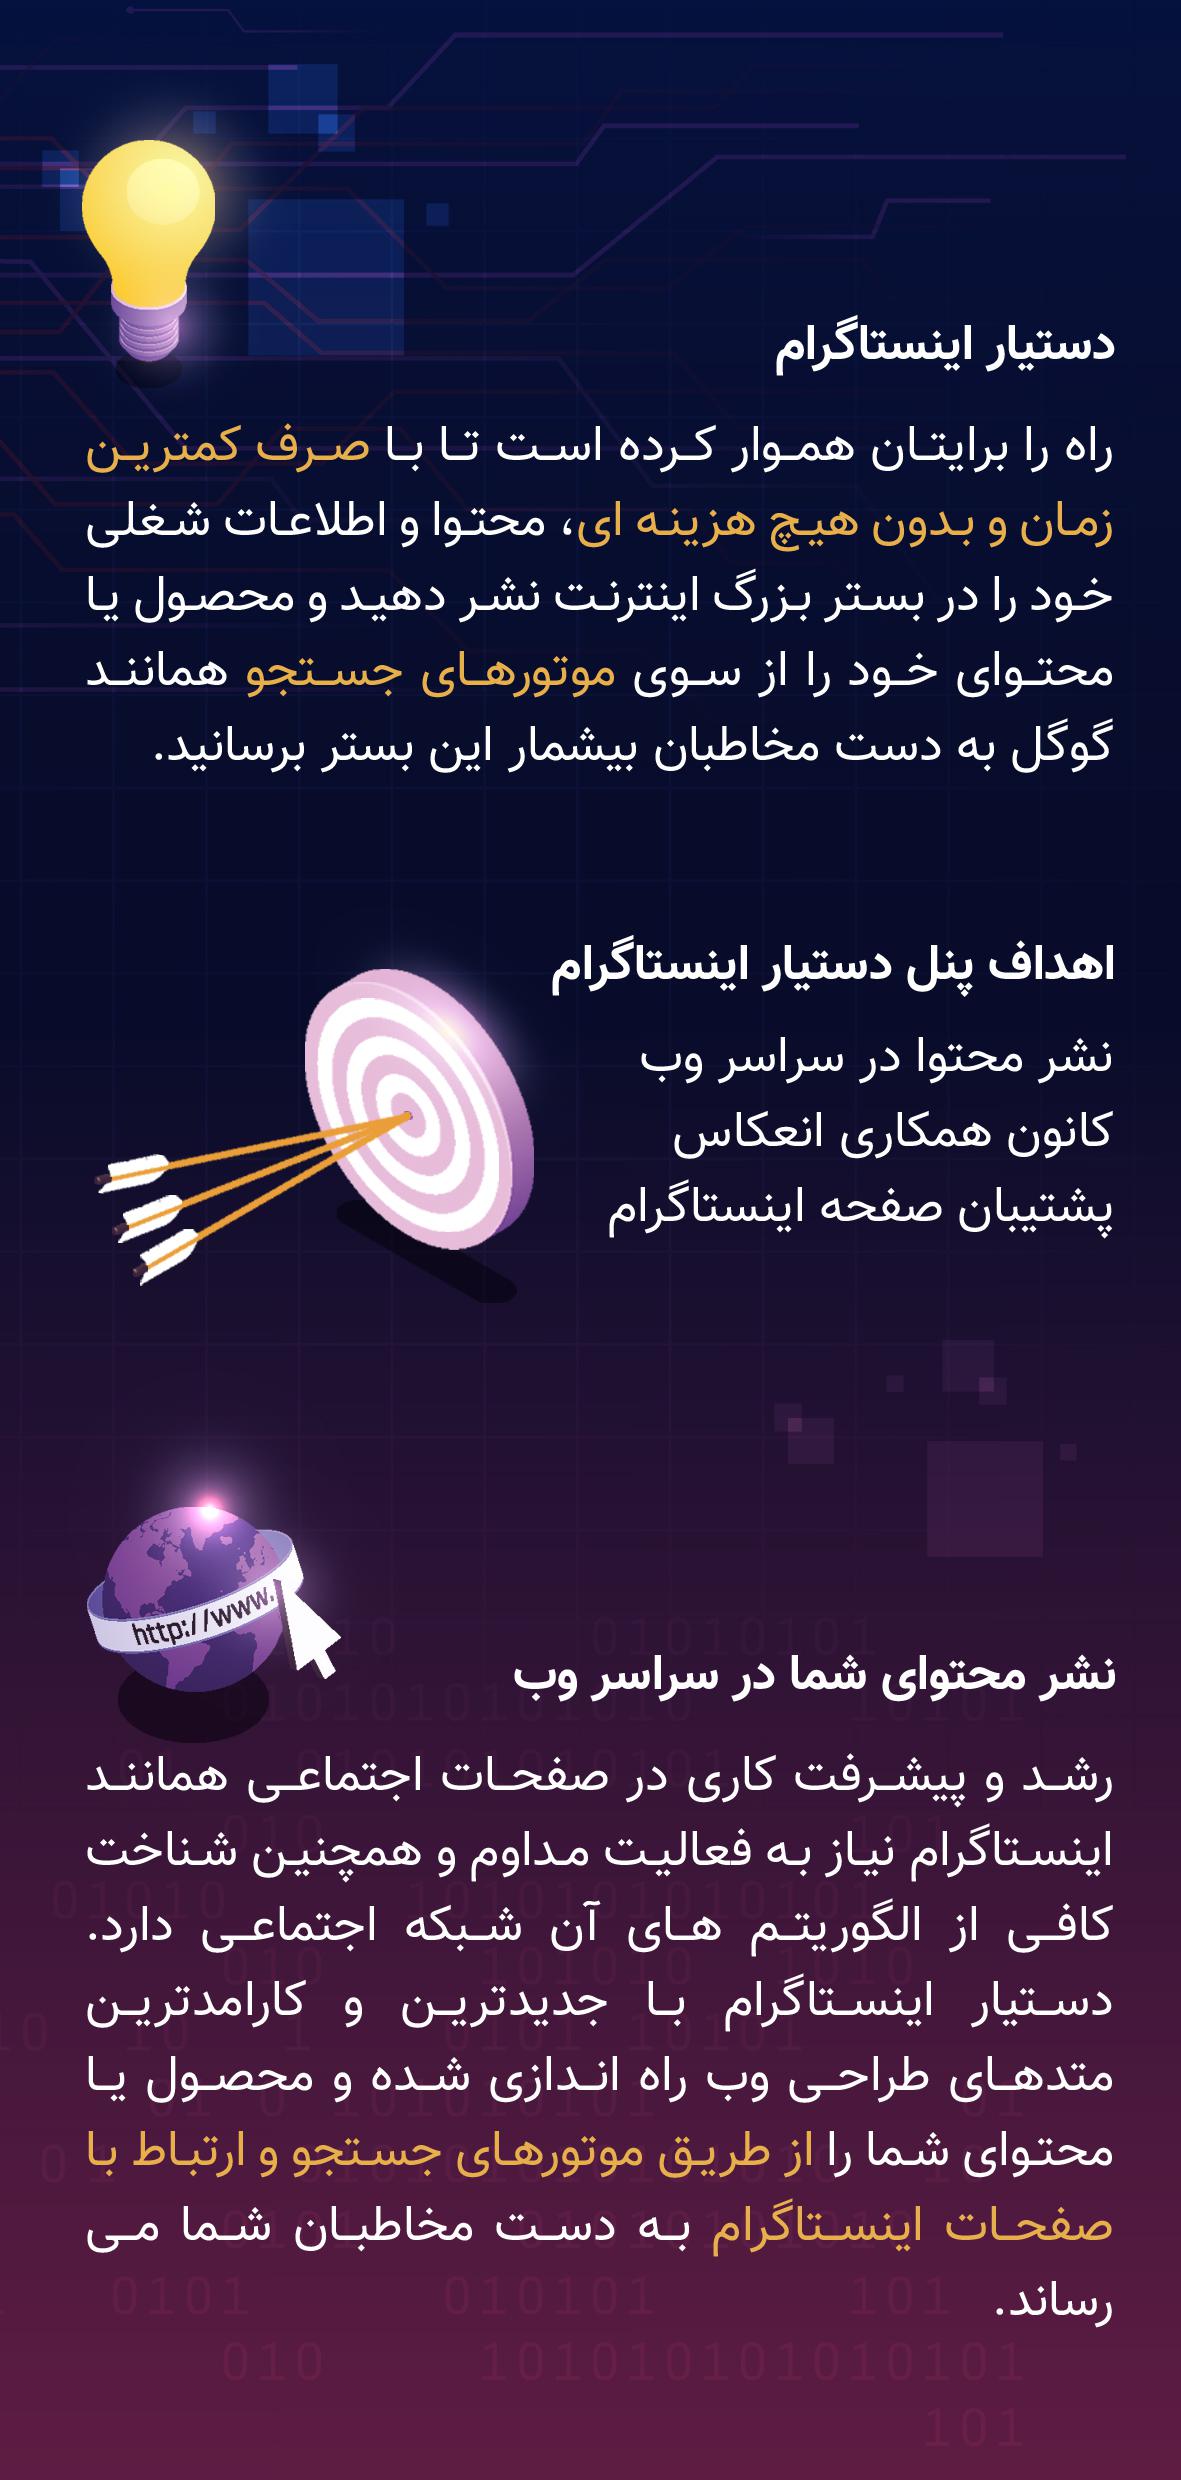 دستیار اینستاگرام
راه را برایتان هموار کرده است تا با صرف کمترین
زمان و بدون هیچ هزینه ای، محتوا و اطلاعات شغلی
خود را در بستر بزرگ اینترنت نشر دهید و محصول یا
محتوای خود را از سوی موتورهای جستجو همانند
گوگل به دست مخاطبان بیشمار این بستر برسانید.
اهداف پنل دستیار اینستاگرام
نشر محتوا در سراسر وب
کانون همکاری انعکاس
پشتیبان صفحه اینستاگرام
http://www.
نشر محتوای شما در سراسر وب
رشد و پیشرفت کاری در صفحات اجتماعی همانند
اینستاگرام نیاز به فعالیت مداوم و همچنین شناخت
کافی از الگوریتم های آن شبکه اجتماعی دارد.
دستیار اینستاگرام با جدیدترین و کارامدترین
متدهای طراحی وب راه اندازی شده و محصول یا
محتوای شما را از طریق موتورهای جستجو و ارتباط با
صفحات اینستاگرام به دست مخاطبان شما می
رساند.
0101 010101 101
010 101010101010101
101